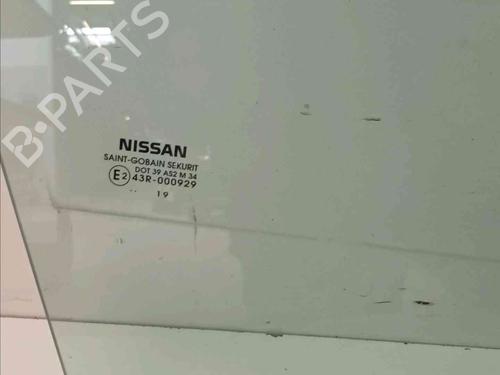 B-PARTS
NISSAN
SAINT-GOBAIN SEKURIT
DOT 39 AS2 M 34
E2 43R-000929
19